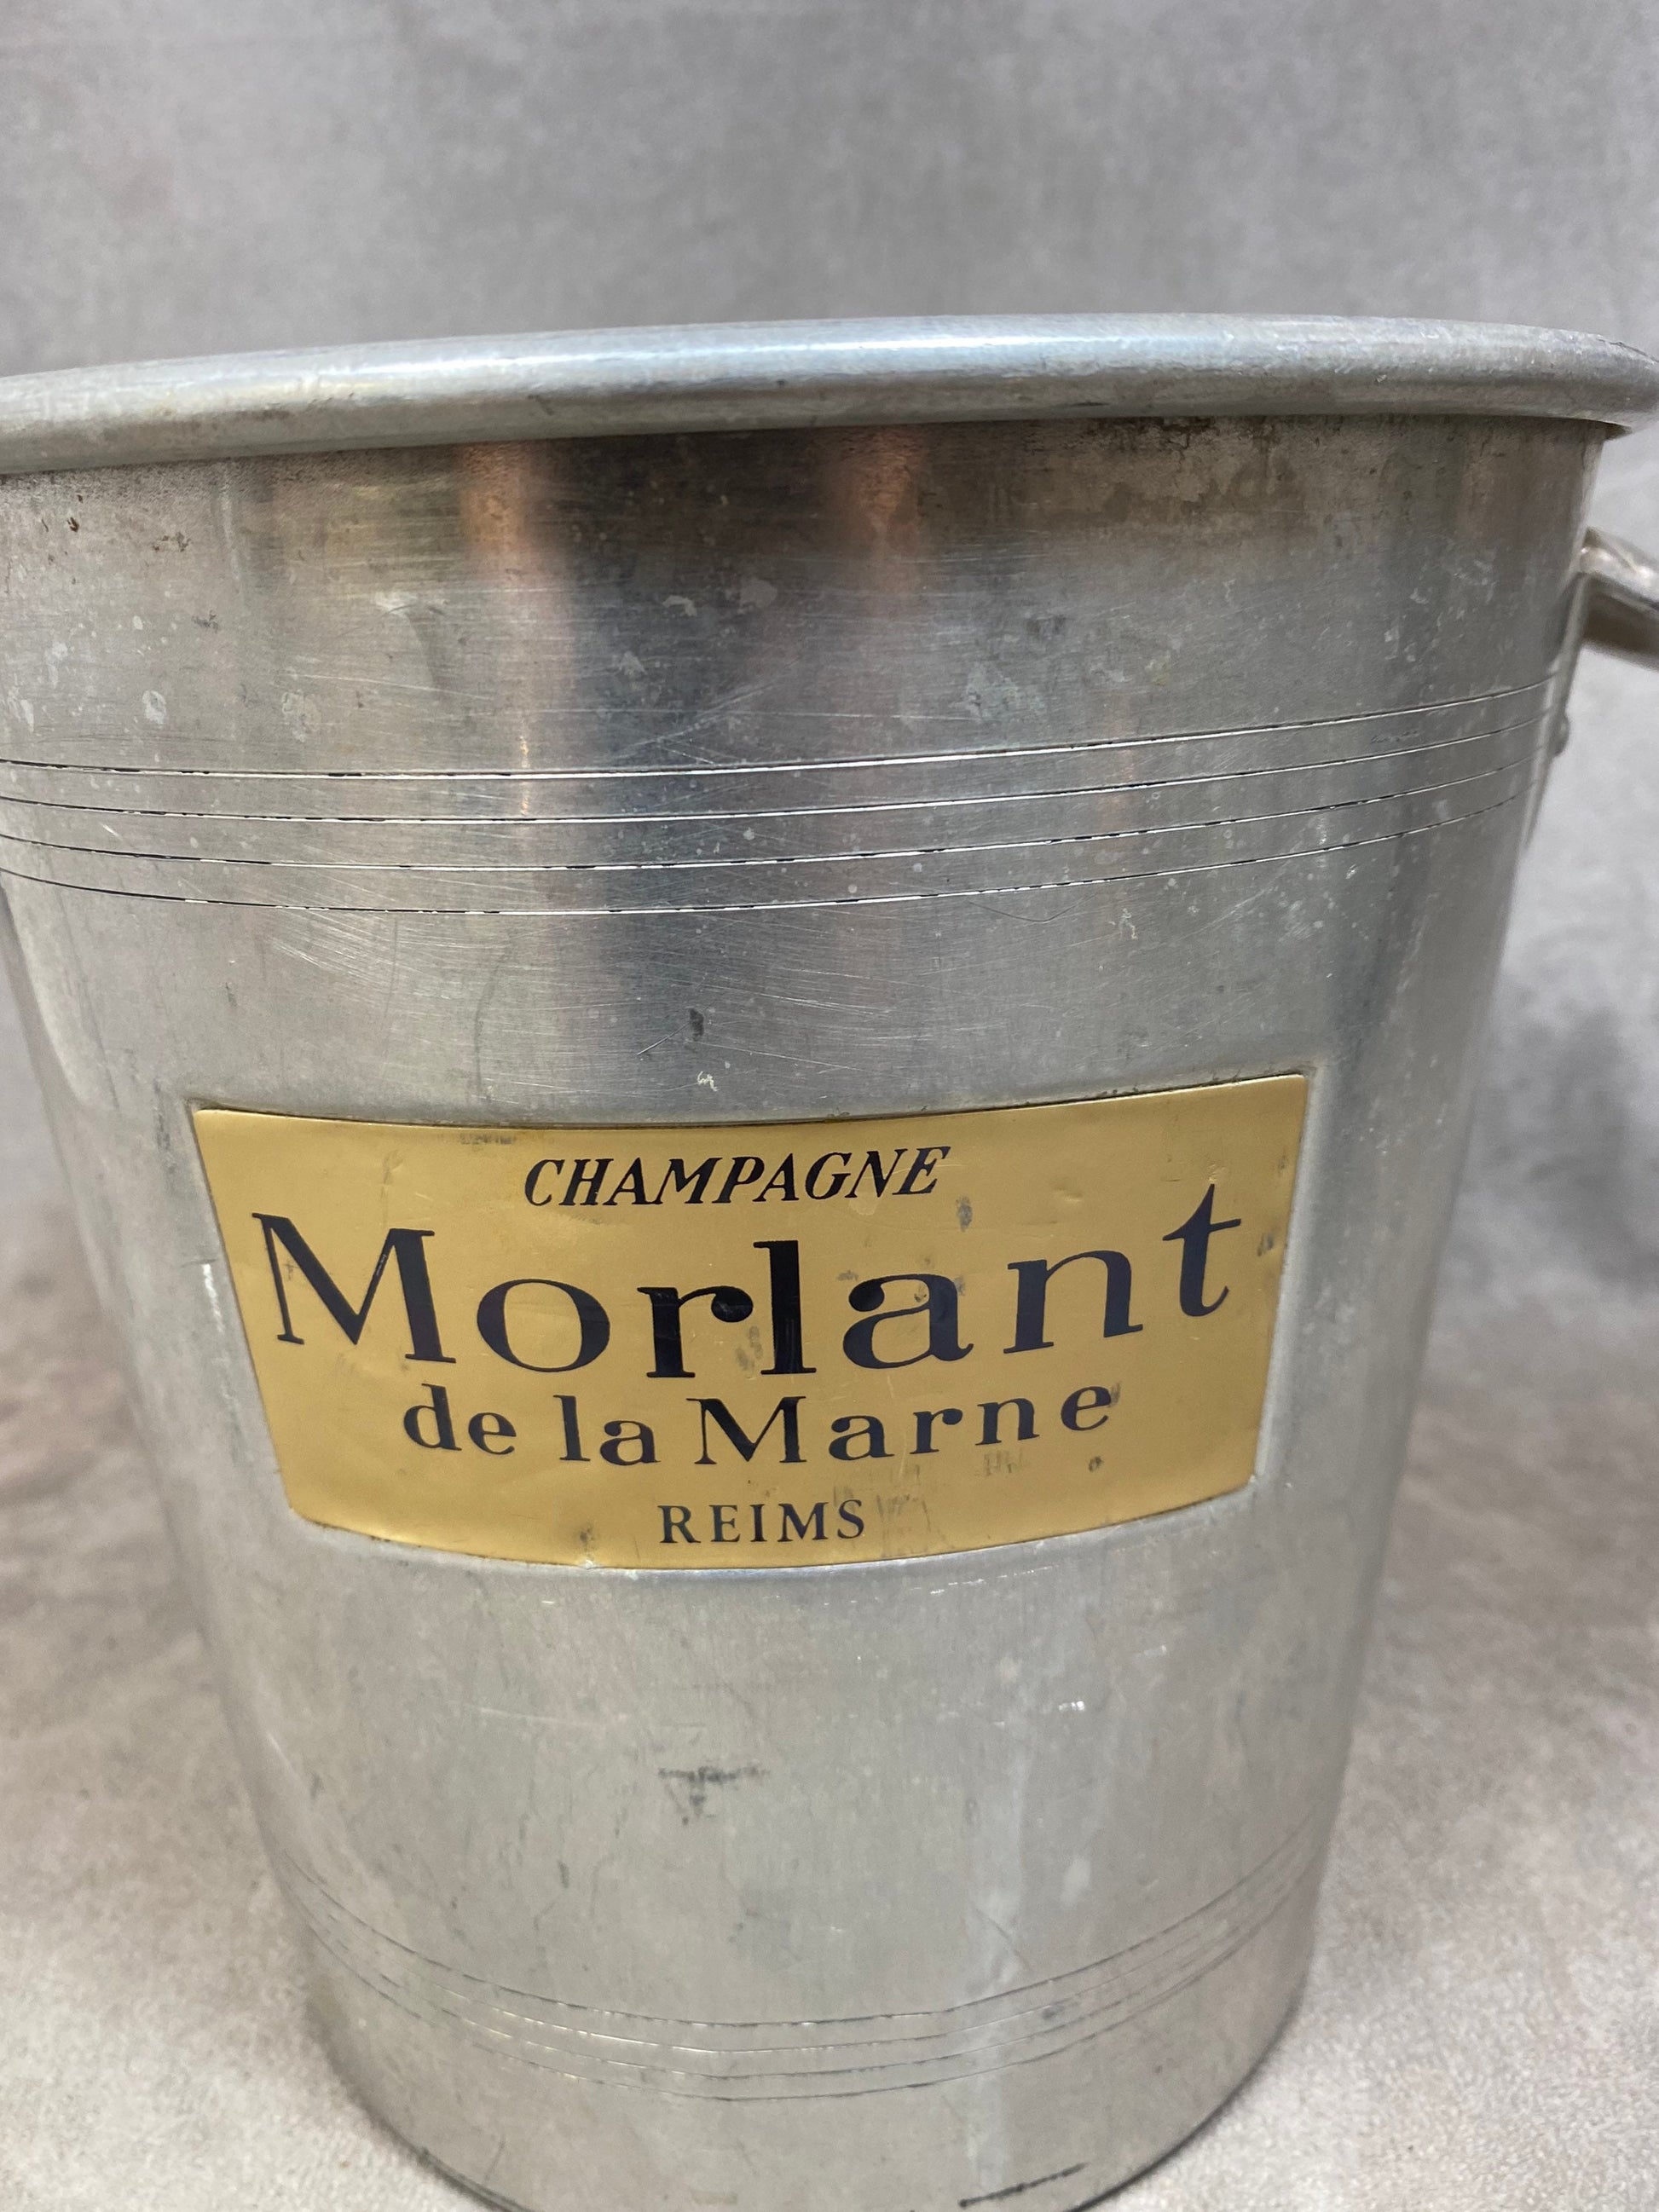 CHAMPAGNE
Morlant
de la Marne
REIMS